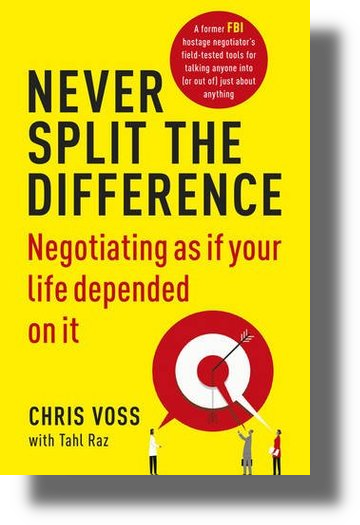 A former FBI
hostage negotiator's
field-tested tools for
talking anyone into
(or out of) just about
anything
NEVER
SPLIT THE
DIFFERENCE
Negotiating as if your
life depended
on it
CHRIS VOSS
with Tahl Raz